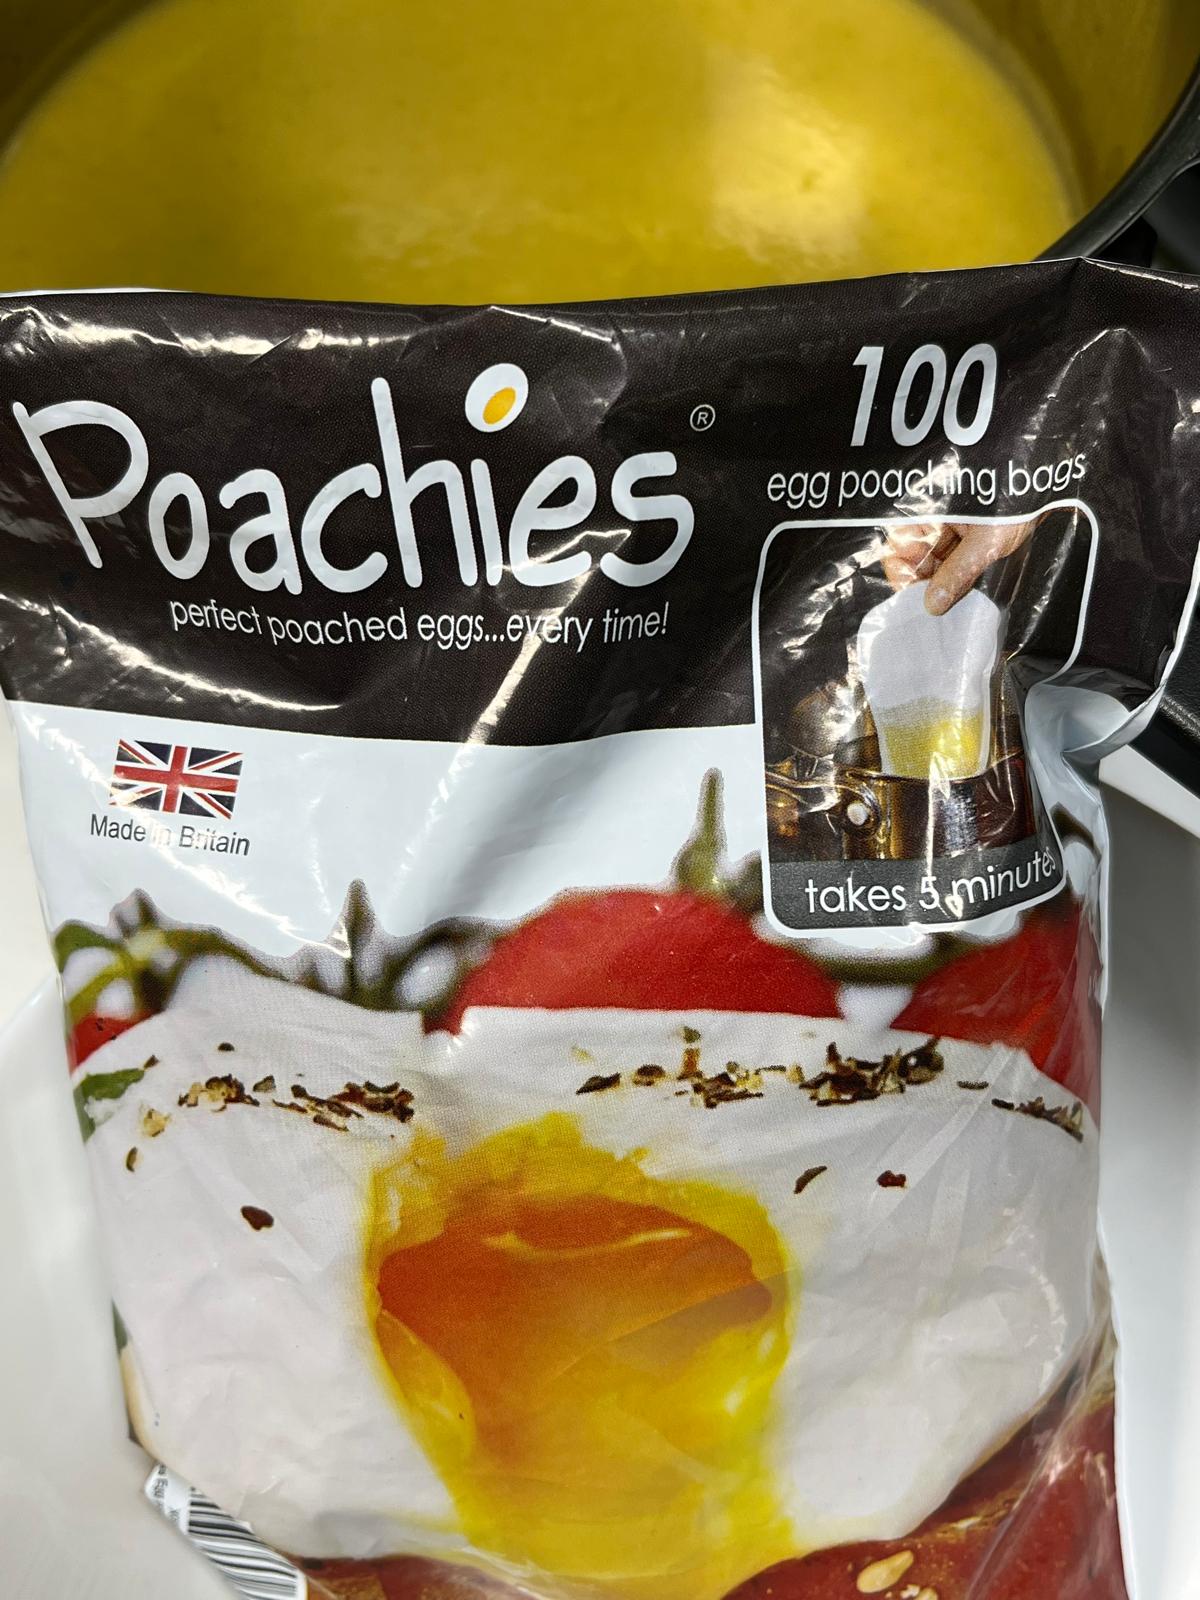 Poachies®
perfect poached eggs...every time!
100
egg poaching bags
takes 5 minutes
Made in Britain